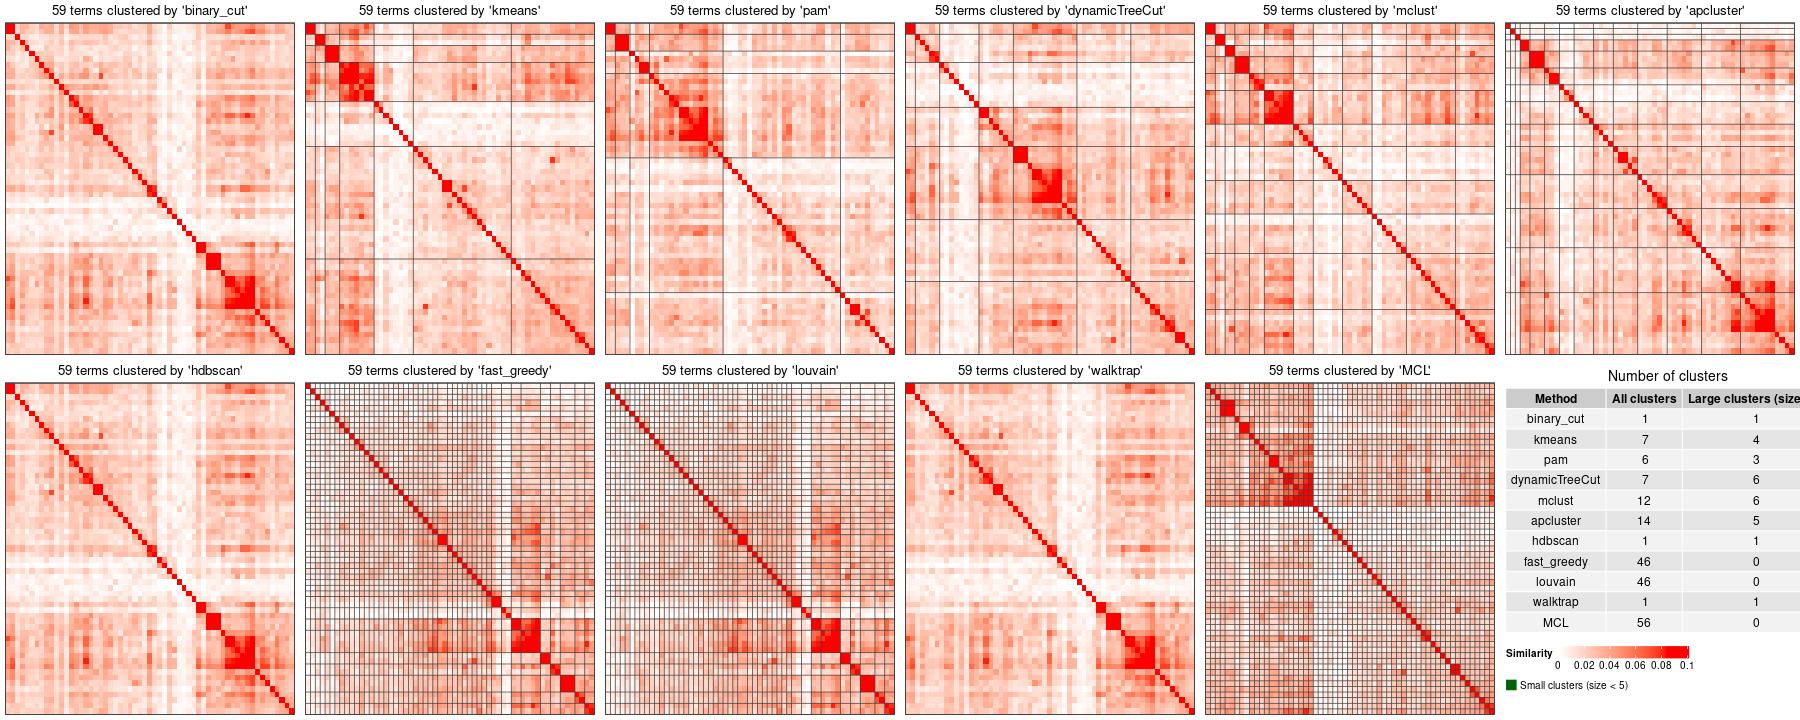 59 terms clustered by 'binary_cut'
59 terms clustered by 'kmeans'
59 terms clustered by 'pam'
59 terms clustered by 'dynamicTreeCut'
59 terms clustered by 'mclust'
59 terms clustered by 'apcluster'
59 terms clustered by 'hdbscan'
59 terms clustered by 'fast_greedy'
59 terms clustered by 'louvain'
59 terms clustered by 'walktrap'
59 terms clustered by 'MCL'
Number of clusters
Method All clusters Large clusters (size
binary_cut 1 1
kmeans 7 4
pam 6 3
dynamicTreeCut 7 6
mclust 12 6
apcluster 14 5
hdbscan 1 1
fast_greedy 46 0
louvain 46 0
walktrap 1 1
MCL 56 0
Similarity
0 0.02 0.04 0.06 0.08 0.1
Small clusters (size < 5)